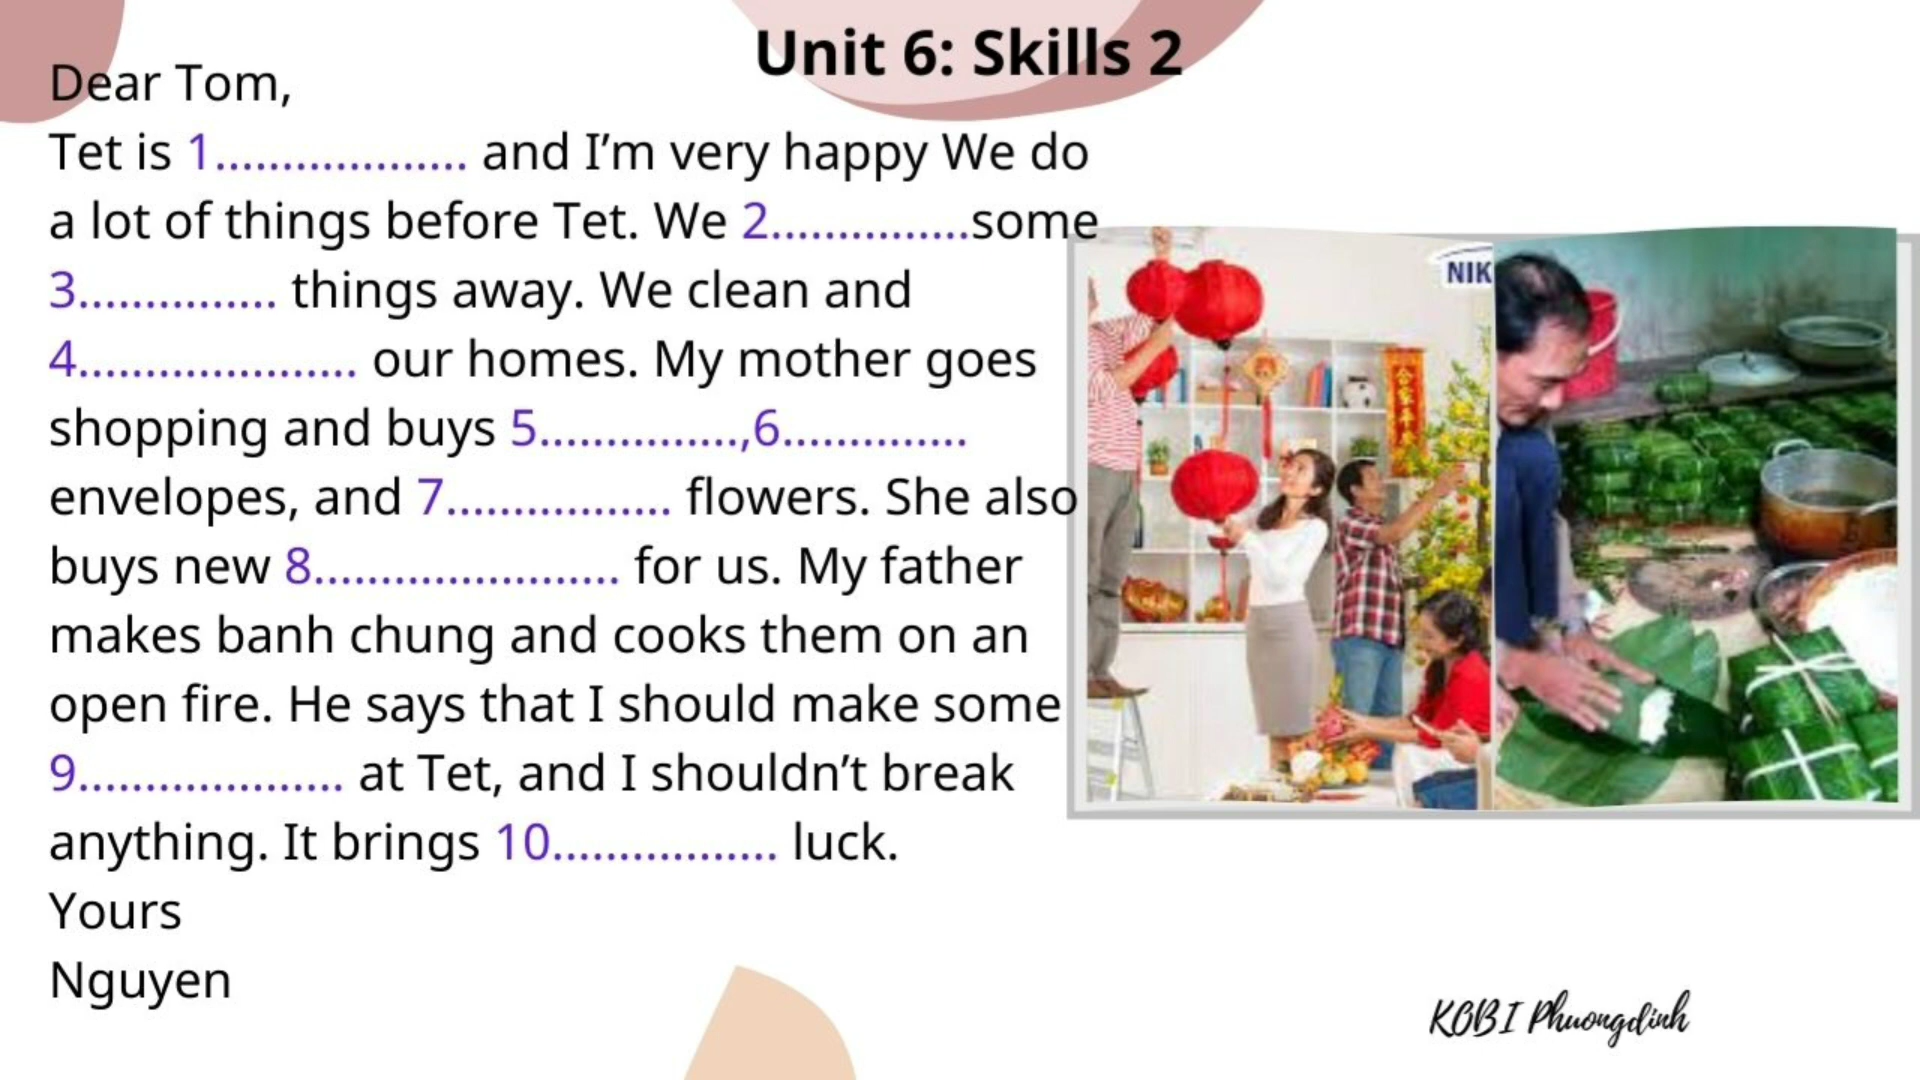 Unit 6: Skills 2
Dear Tom,
Tet is 1................... and I’m very happy We do
a lot of things before Tet. We 2...............some
3............... things away. We clean and
4..................... our homes. My mother goes
shopping and buys 5...............,6..............
envelopes, and 7................. flowers. She also
buys new 8....................... for us. My father
makes banh chung and cooks them on an
open fire. He says that I should make some
9.................... at Tet, and I shouldn’t break
anything. It brings 10................. luck.
Yours
Nguyen
NIK
KOBI Phuongdinh